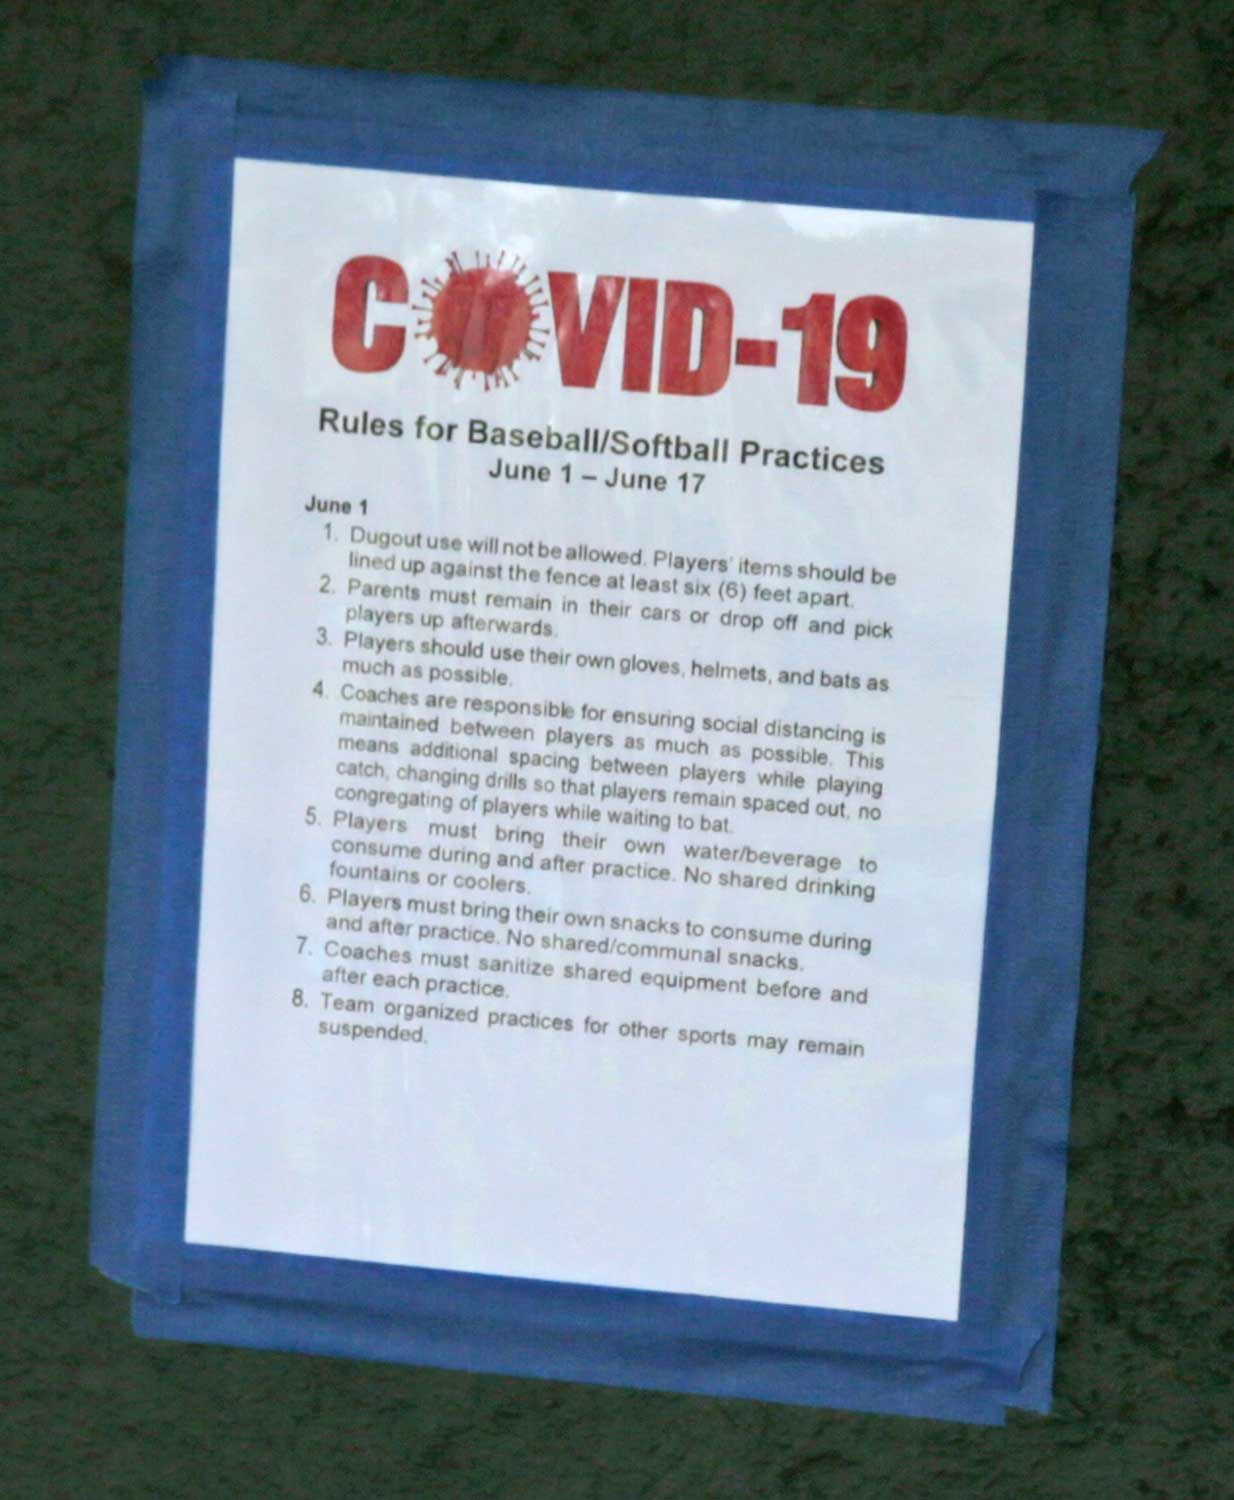 COVID-19
Rules for Baseball/Softball Practices
June 1 – June 17
June 1
1. Dugout use will not be allowed. Players' items should be
lined up against the fence at least six (6) feet apart.
2. Parents must remain in their cars or drop off and pick
players up afterwards.
3. Players should use their own gloves, helmets, and bats as
much as possible.
4. Coaches are responsible for ensuring social distancing is
maintained between players as much as possible. This
means additional spacing between players while playing
catch, changing drills so that players remain spaced out, no
congregating of players while waiting to bat.
5. Players must bring their own water/beverage to
consume during and after practice. No shared drinking
fountains or coolers.
6. Players must bring their own snacks to consume during
and after practice. No shared/communal snacks.
7. Coaches must sanitize shared equipment before and
after each practice.
8. Team organized practices for other sports may remain
suspended.